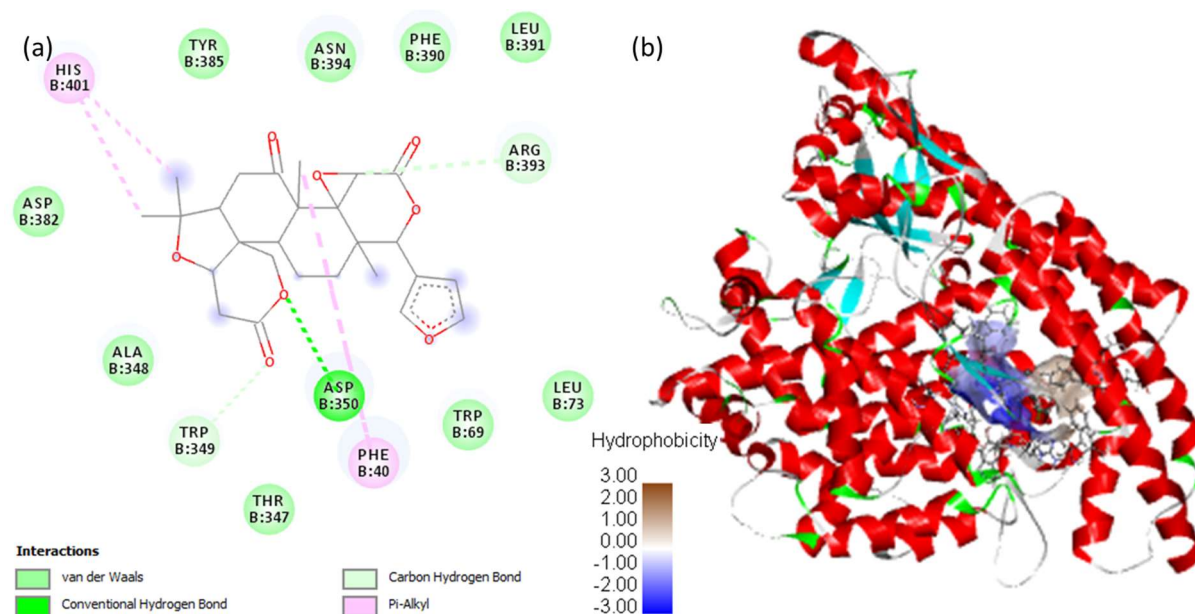 (a)
(b)
TYR
B:385
ASN
B:394
PHE
B:390
LEU
B:391
HIS
B:401
ARG
B:393
ASP
B:382
O
O
O
O
O
O
O
O
ALA
B:348
ASP
B:350
LEU
B:73
TRP
B:69
TRP
B:349
PHE
B:40
THR
B:347
Interactions
van der Waals
Conventional Hydrogen Bond
Carbon Hydrogen Bond
Pi-Alkyl
Hydrophobicity
3.00
2.00
1.00
0.00
-1.00
-2.00
-3.00